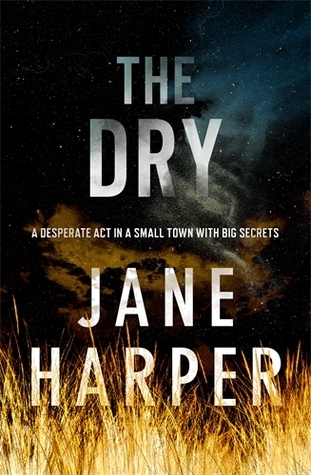 THE
DRY
A DESPERATE ACT IN A SMALL TOWN WITH BIG SECRETS
JANE
HARPER